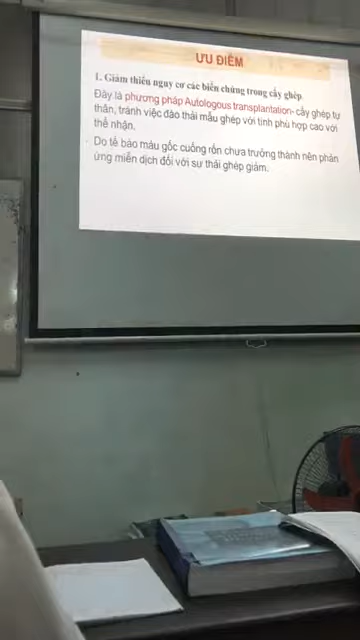 ƯU ĐIỂM
1. Giảm thiểu nguy cơ các biến chứng trong cấy ghép.
Đây là phương pháp Autologous transplantation- cấy ghép tự
thân, tránh việc đào thải mẫu ghép với tính phù hợp cao với
thể nhận.
- Do tế bào máu gốc cuống rốn chưa trưởng thành nên phản
ứng miễn dịch đối với sự thải ghép giảm.